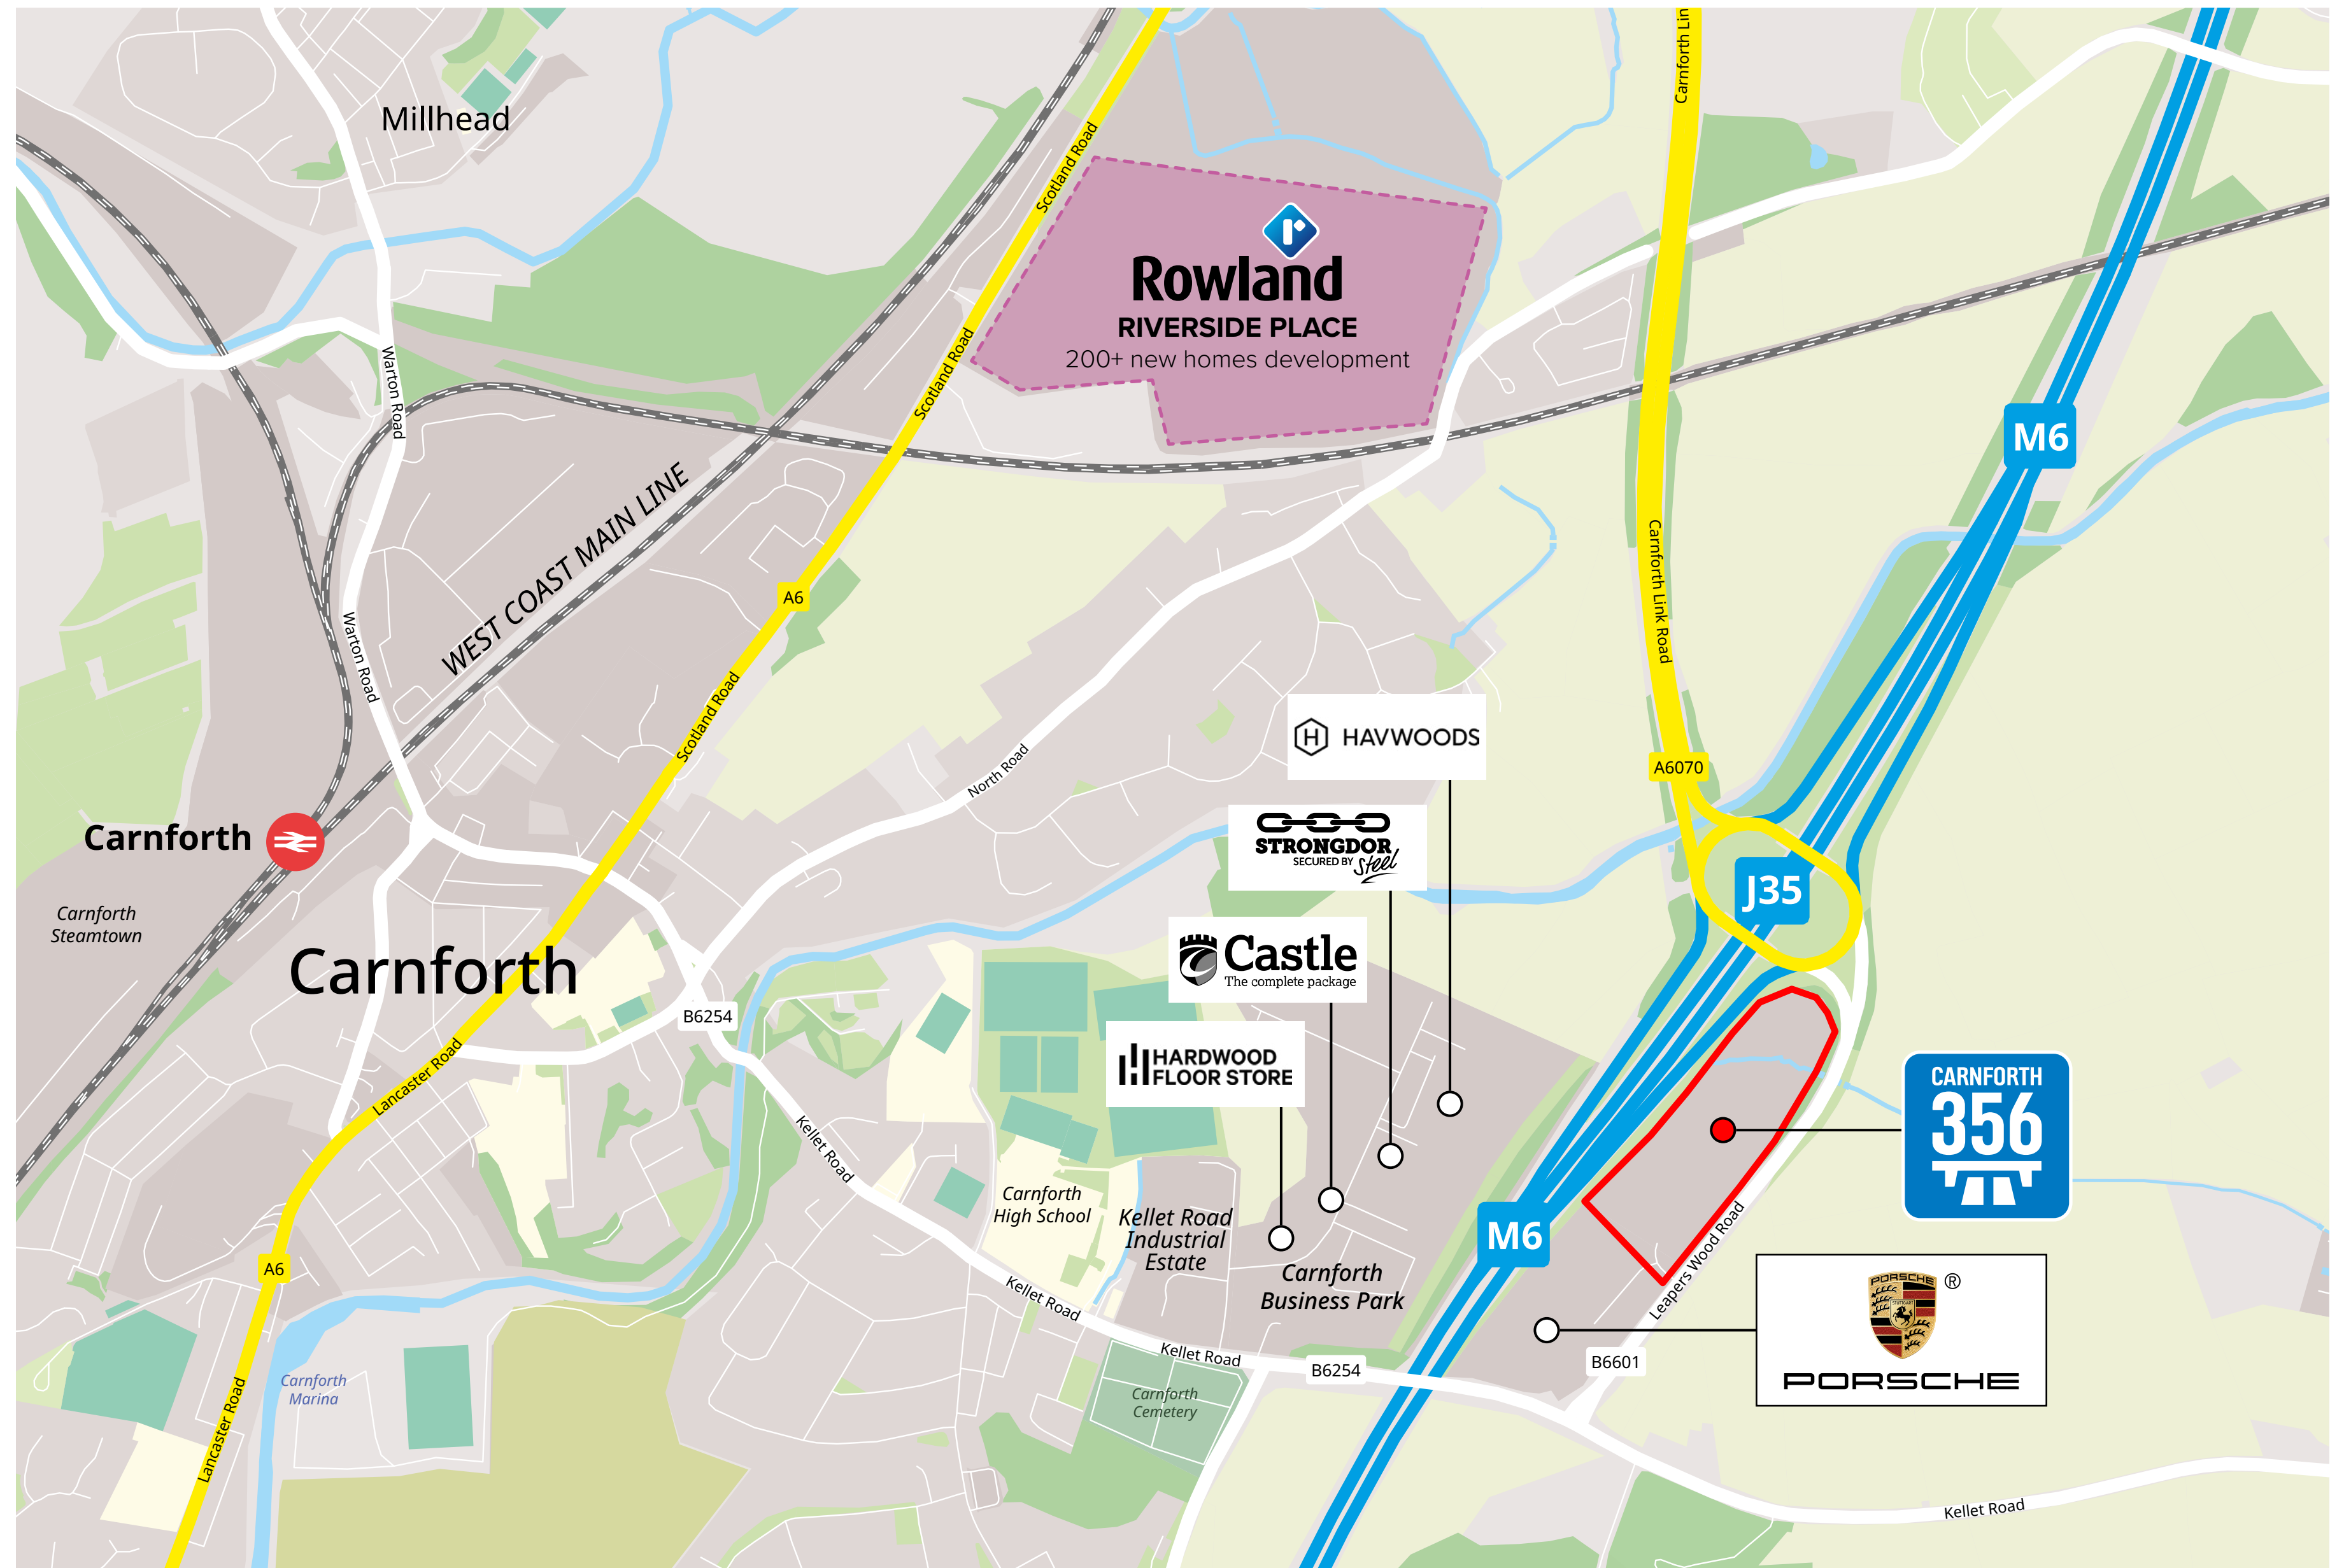 Carnforth Lin
Millhead
Scotland Road
Rowland
RIVERSIDE PLACE
200+ new homes development
Scotland Road
Warton Road
M6
WEST COAST MAIN LINE
A6
Carnforth Link Road
Warton Road
Scotland Road
North Road
H HAVWOODS
A6070
STRONGDOR
SECURED BY Steel
Carnforth
J35
Carnforth
Steamtown
Castle
The complete package
Carnforth
B6254
HARDWOOD
FLOOR STORE
Lancaster Road
CARNFORTH
356
Kellet Road
Carnforth
High School
Kellet Road
Industrial
Estate
M6
Leapers Wood Road
A6
Carnforth
Business Park
Kellet Road
PORSCHE
STUTTGART
®
PORSCHE
Kellet Road
B6254
B6601
Carnforth
Marina
Carnforth
Cemetery
Lancaster Road
Kellet Road